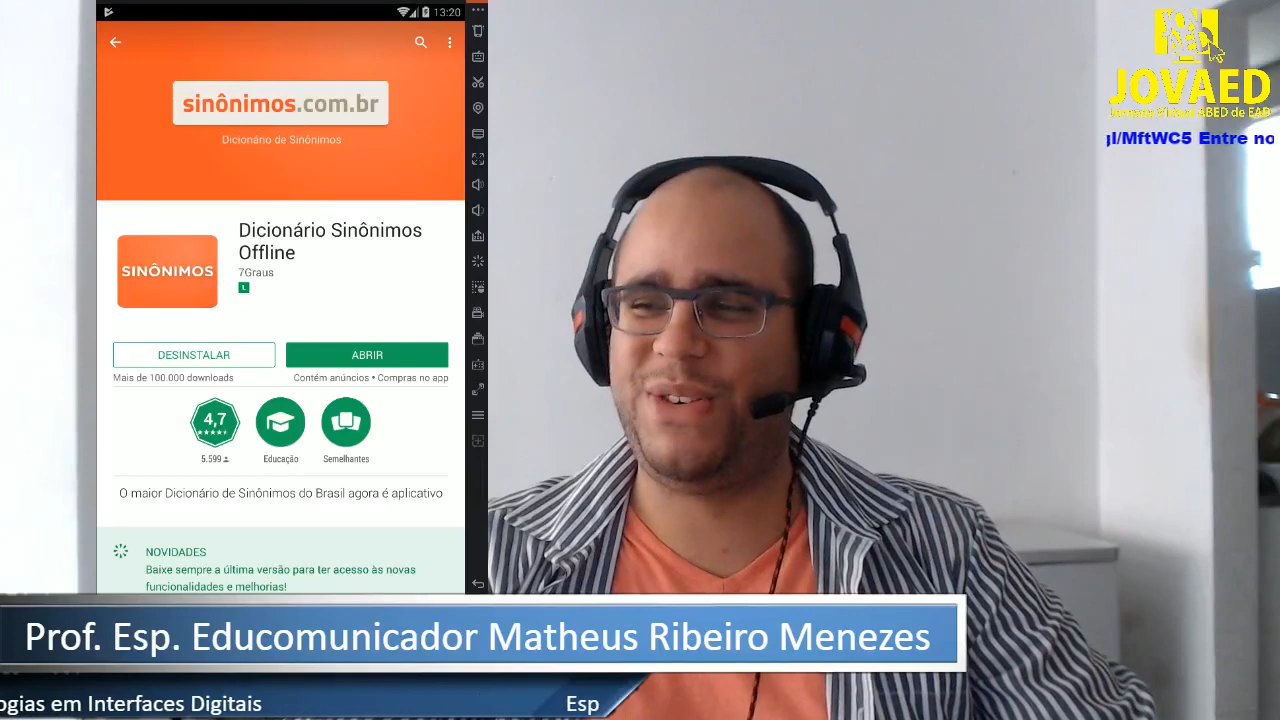 13:20
sinônimos.com.br
Dicionário de Sinônimos
Dicionário Sinônimos
Offline
7Graus
L
SINÔNIMOS
DESINSTALAR
ABRIR
Mais de 100.000 downloads
Contém anúncios • Compras no app
4,7
5.599
Educação
Semelhantes
O maior Dicionário de Sinônimos do Brasil agora é aplicativo
NOVIDADES
Baixe sempre a última versão para ter acesso às novas
funcionalidades e melhorias!
JOVAED
Jornada Virtual ABED de EAD
gl/MftWC5 Entre no
Prof. Esp. Educomunicador Matheus Ribeiro Menezes
ogias em Interfaces Digitais
Esp